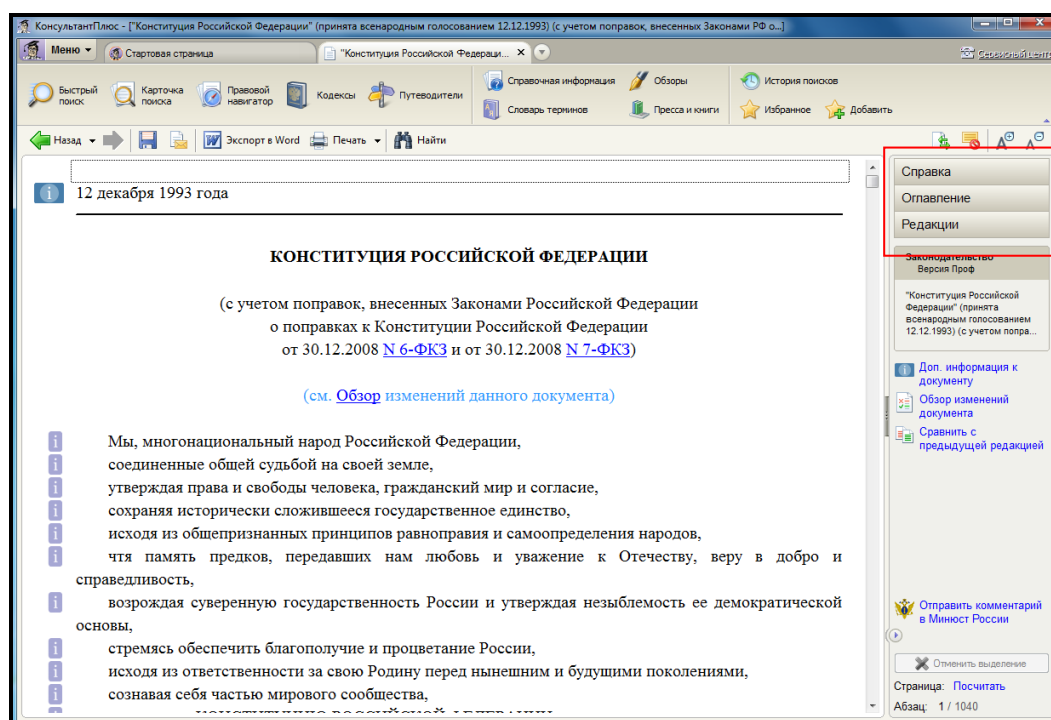 КонсультантПлюс - ["Конституция Российской Федерации" (принята всенародным голосованием 12.12.1993) (с учетом поправок, внесенных Законами РФ о...]
Меню
Стартовая страница
"Конституция Российской Федераци...
Сервисный цент
Быстрый
поиск
Карточка
поиска
Правовой
навигатор
Кодексы
Путеводители
Справочная информация
Словарь терминов
Обзоры
Пресса и книги
История поисков
Избранное
Добавить
Назад
Экспорт в Word
Печать
Найти
12 декабря 1993 года
КОНСТИТУЦИЯ РОССИЙСКОЙ ФЕДЕРАЦИИ
(с учетом поправок, внесенных Законами Российской Федерации
о поправках к Конституции Российской Федерации
от 30.12.2008 N 6-ФКЗ и от 30.12.2008 N 7-ФКЗ)
(см. Обзор изменений данного документа)
Мы, многонациональный народ Российской Федерации,
соединенные общей судьбой на своей земле,
утверждая права и свободы человека, гражданский мир и согласие,
сохраняя исторически сложившееся государственное единство,
исходя из общепризнанных принципов равноправия и самоопределения народов,
чтя память предков, передавших нам любовь и уважение к Отечеству, веру в добро и
справедливость,
возрождая суверенную государственность России и утверждая незыблемость ее демократической
основы,
стремясь обеспечить благополучие и процветание России,
исходя из ответственности за свою Родину перед нынешним и будущими поколениями,
сознавая себя частью мирового сообщества,
Справка
Оглавление
Редакции
Законодательство
Версия Проф
"Конституция Российской
Федерации" (принята
всенародным голосованием
12.12.1993) (с учетом попра...
Доп. информация к
документу
Обзор изменений
документа
Сравнить с
предыдущей редакцией
Отправить комментарий
в Минюст России
Отменить выделение
Страница: Посчитать
Абзац: 1 / 1040